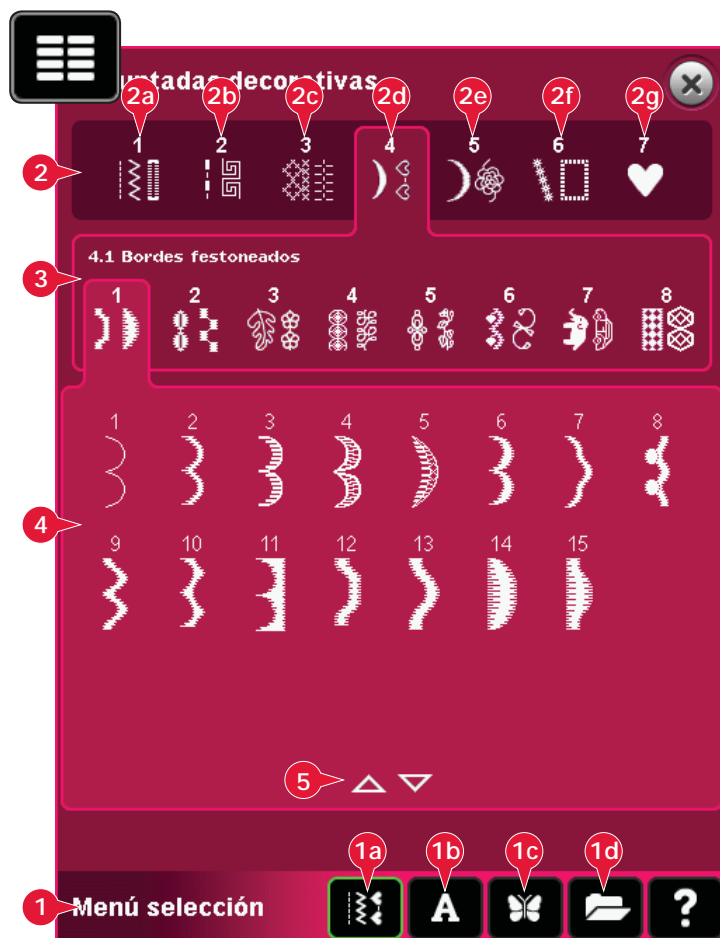 untadas decorativas
2a 2b 2c 2d 2e 2f 2g
1 2 3 4 5 6 7
2
4.1 Bordes festoneados
3
1 2 3 4 5 6 7 8
1 2 3 4 5 6 7 8
4
9 10 11 12 13 14 15
5
1a 1b 1c 1d
1 Menú selección A ?